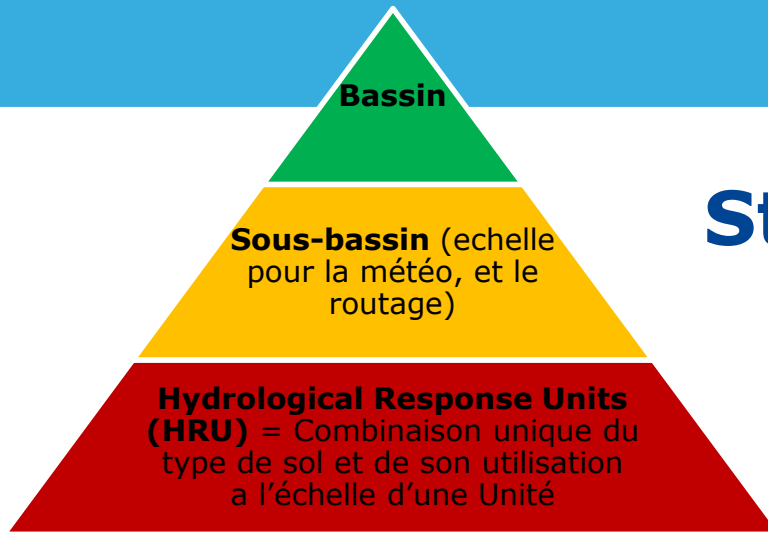 Bassin
St
Sous-bassin (echelle
pour la météo, et le
routage)
Hydrological Response Units
(HRU) = Combinaison unique du
type de sol et de son utilisation
a l’échelle d’une Unité